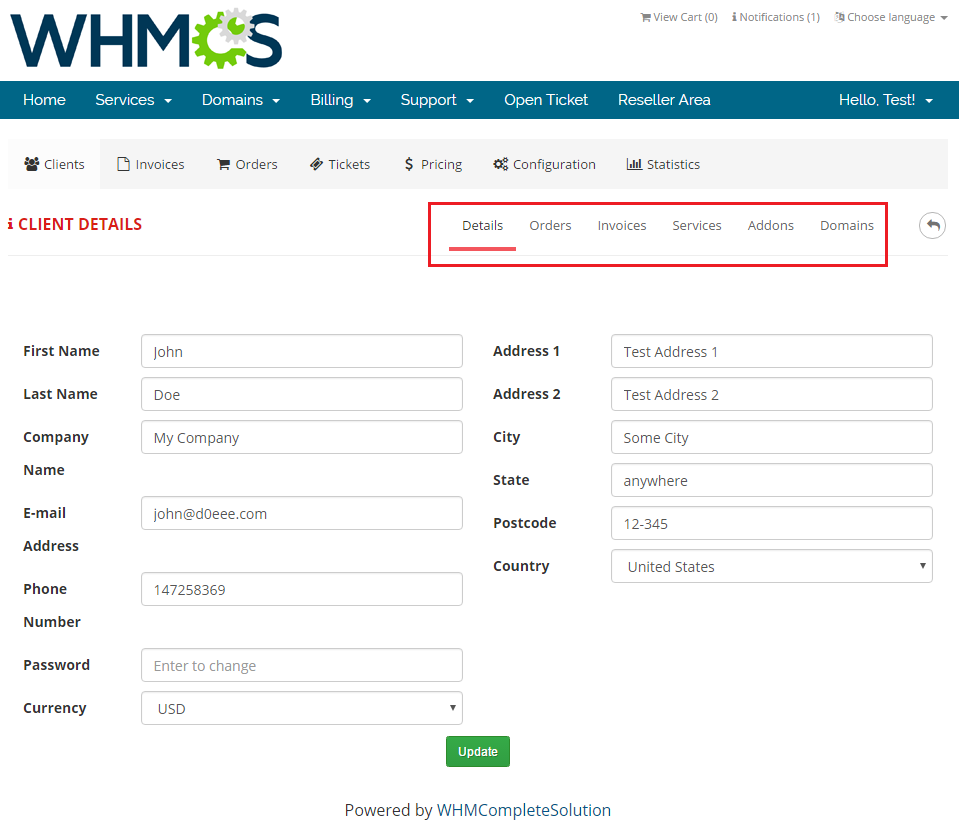 WHMCS
View Cart (0) Notifications (1) Choose language
Home Services Domains Billing Support Open Ticket Reseller Area Hello, Test!
Clients Invoices Orders Tickets Pricing Configuration Statistics
CLIENT DETAILS
Details Orders Invoices Services Addons Domains
First Name John
Last Name Doe
Company Name My Company
E-mail Address john@d0eee.com
Phone Number 147258369
Password Enter to change
Currency USD
Address 1 Test Address 1
Address 2 Test Address 2
City Some City
State anywhere
Postcode 12-345
Country United States
Update
Powered by WHMCompleteSolution